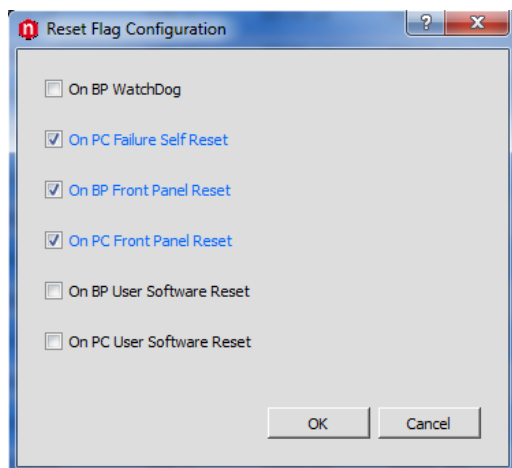 n Reset Flag Configuration ? X
On BP WatchDog
On PC Failure Self Reset
On BP Front Panel Reset
On PC Front Panel Reset
On BP User Software Reset
On PC User Software Reset
OK Cancel